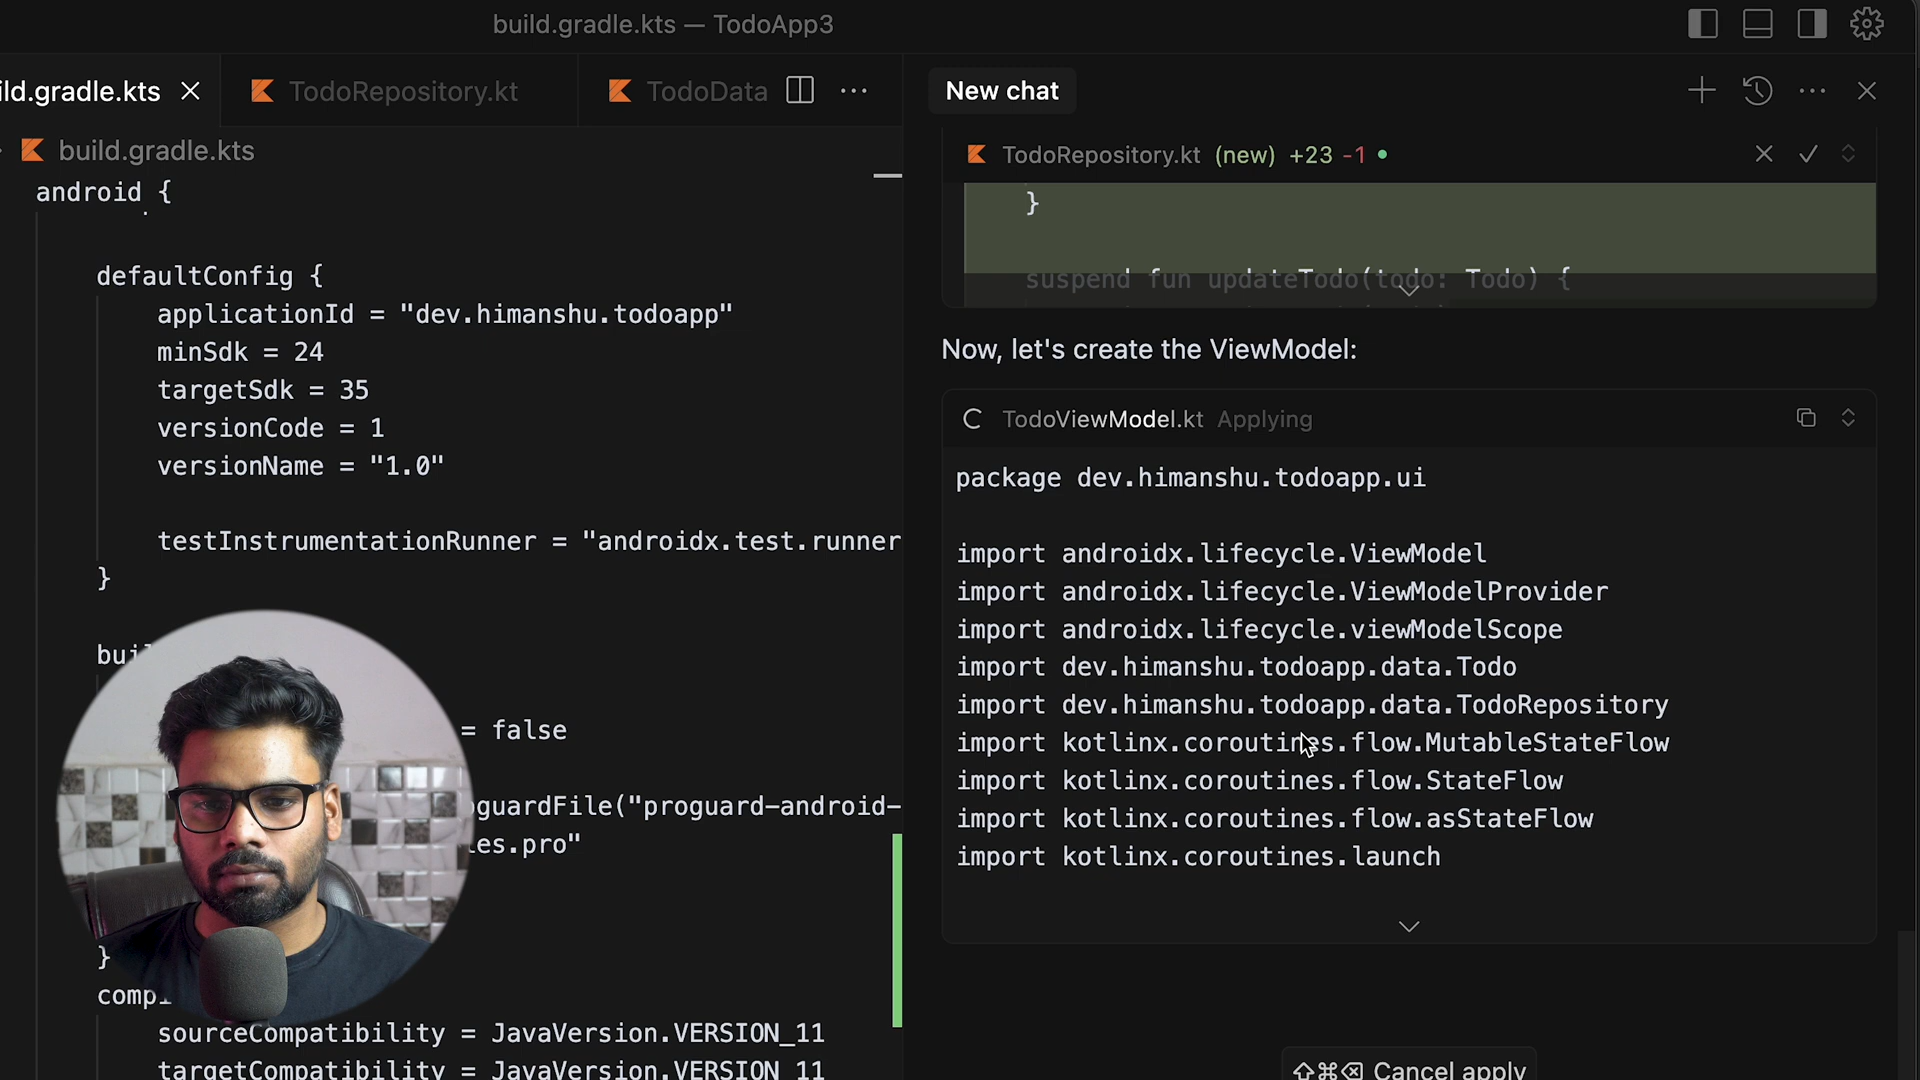 build.gradle.kts — TodoApp3
ild.gradle.kts
TodoRepository.kt
TodoData
New chat
build.gradle.kts
android {
defaultConfig {
applicationId = "dev.himanshu.todoapp"
minSdk = 24
targetSdk = 35
versionCode = 1
versionName = "1.0"
testInstrumentationRunner = "androidx.test.runner
}
= false
oguardFile("proguard-android-
les.pro"
}
sourceCompatibility = JavaVersion.VERSION_11
targetCompatibility = JavaVersion.VERSION_11
TodoRepository.kt (new) +23 -1
}
suspend fun updateTodo(todo: Todo) {
Now, let's create the ViewModel:
TodoViewModel.kt Applying
package dev.himanshu.todoapp.ui
import androidx.lifecycle.ViewModel
import androidx.lifecycle.ViewModelProvider
import androidx.lifecycle.viewModelScope
import dev.himanshu.todoapp.data.Todo
import dev.himanshu.todoapp.data.TodoRepository
import kotlinx.coroutines.flow.MutableStateFlow
import kotlinx.coroutines.flow.StateFlow
import kotlinx.coroutines.flow.asStateFlow
import kotlinx.coroutines.launch
⇧⌘⌫ Cancel apply